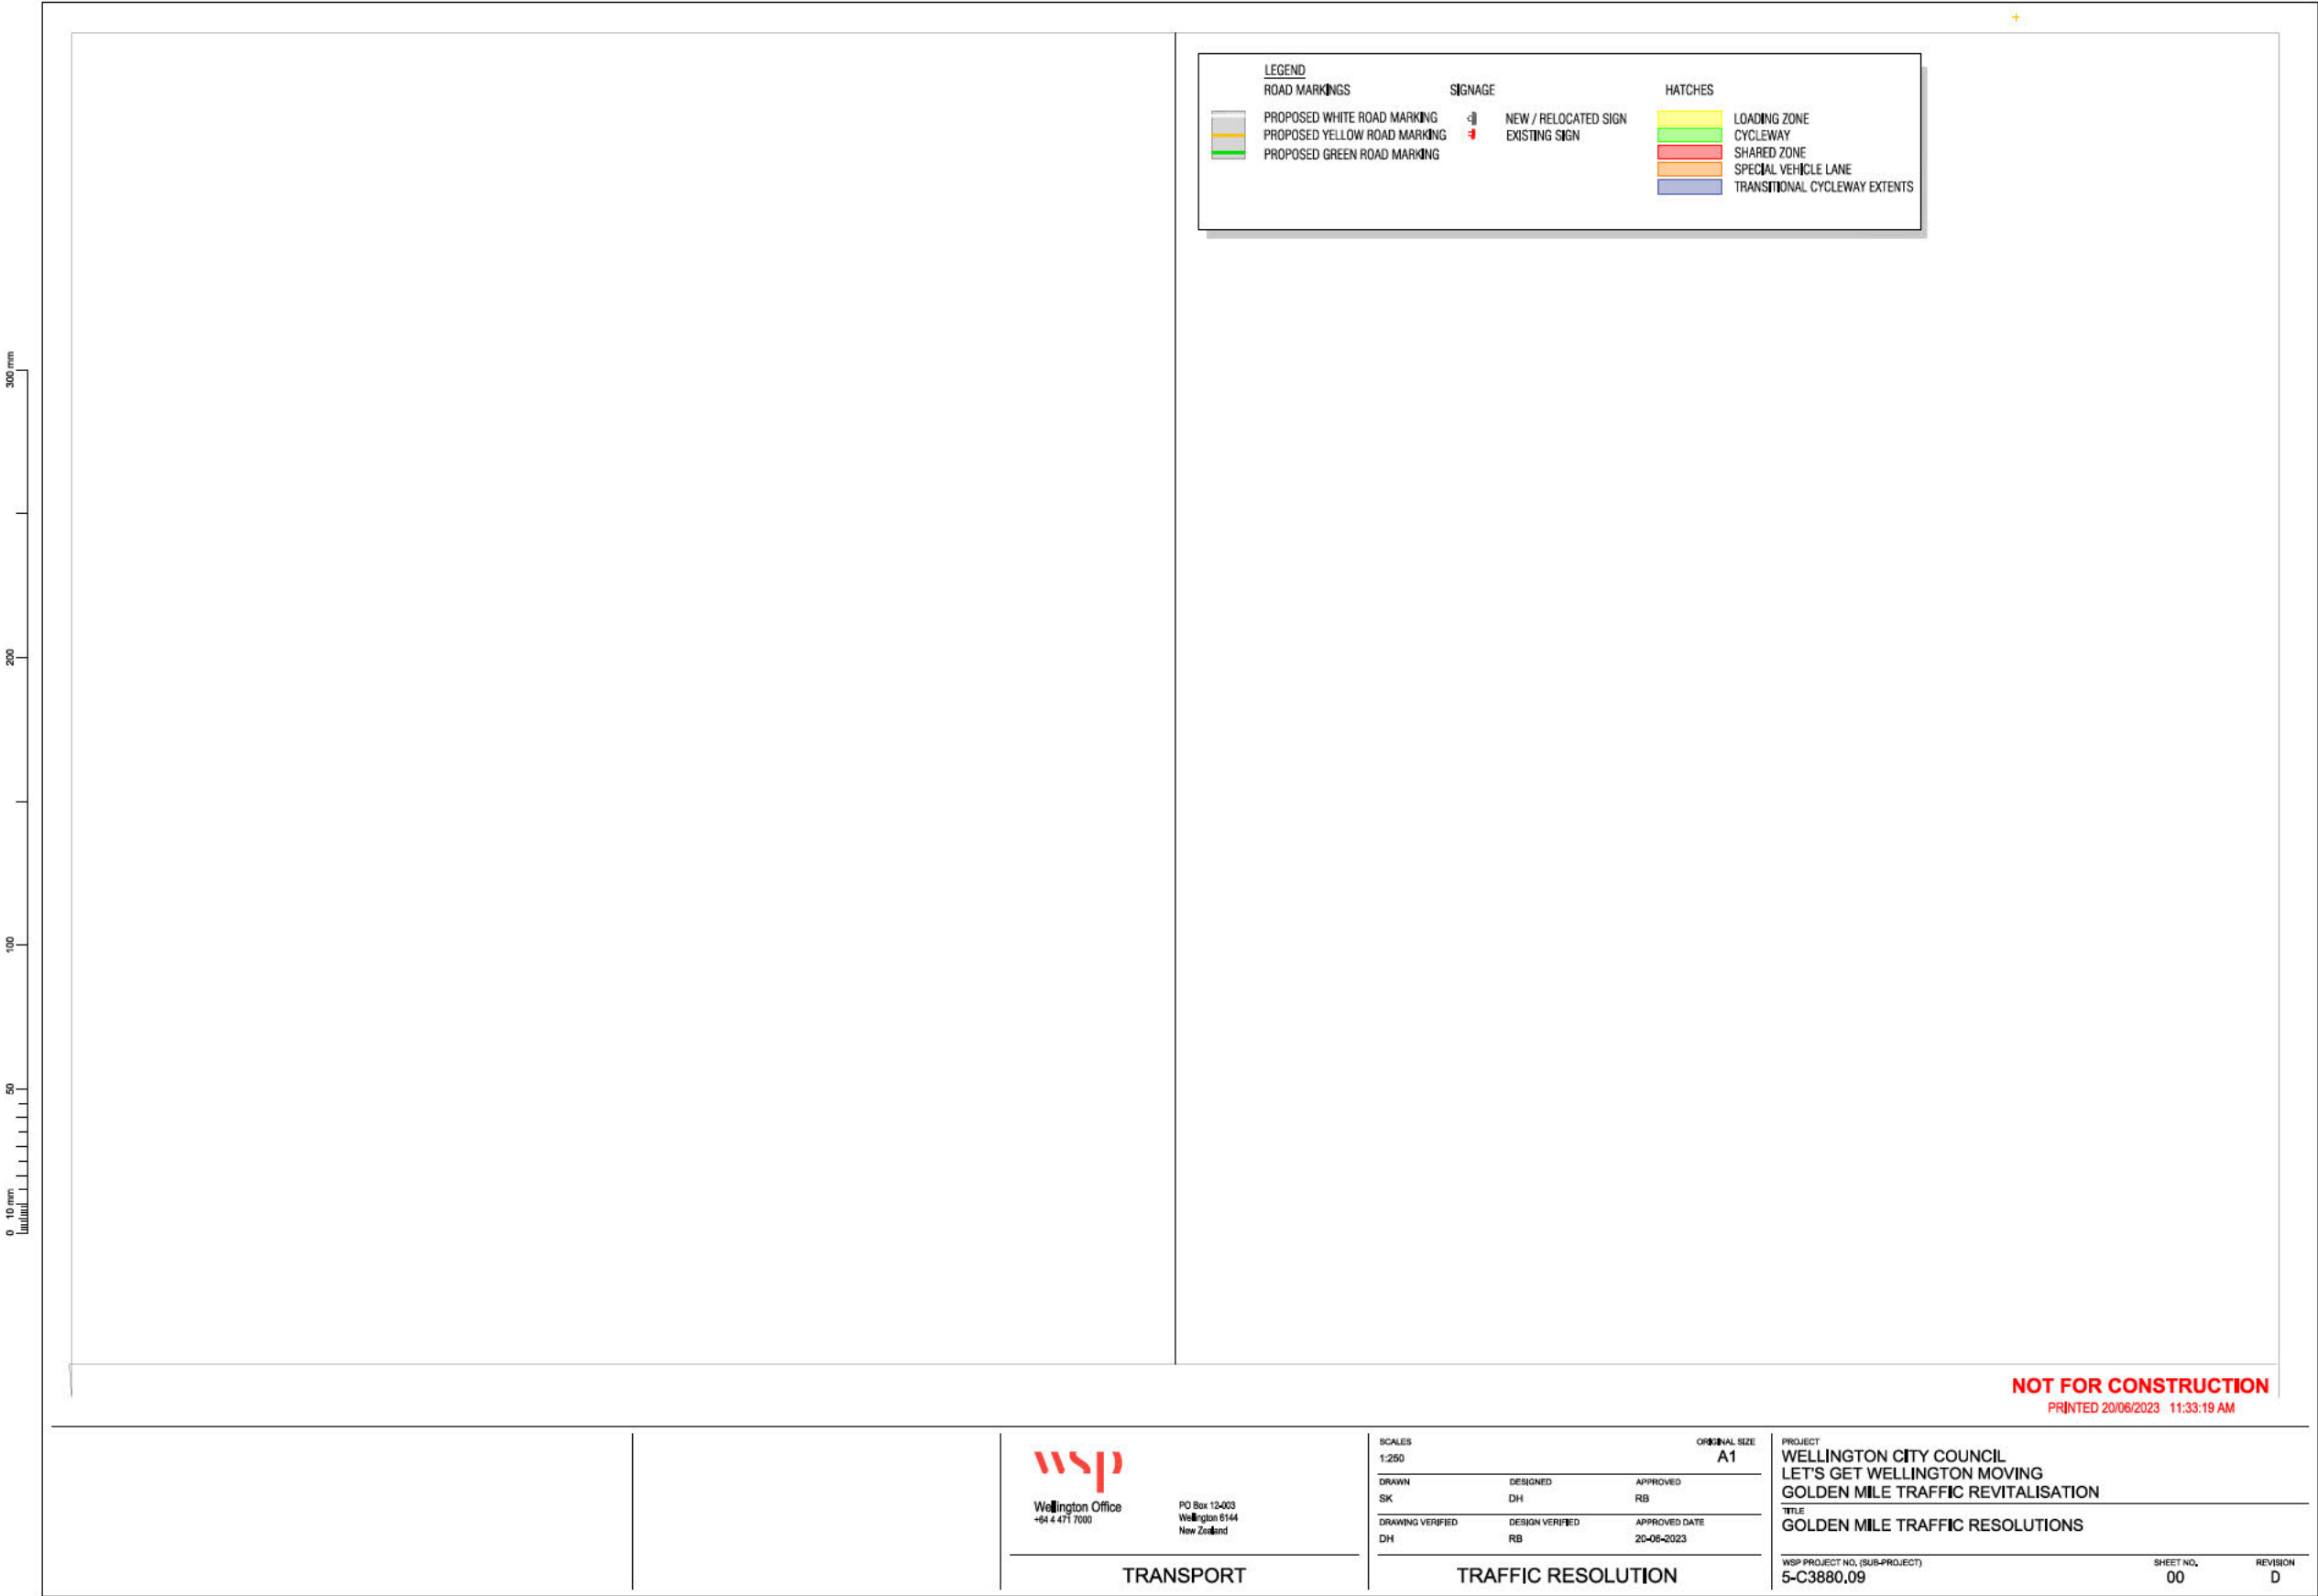 LEGEND
ROAD MARKINGS
PROPOSED WHITE ROAD MARKING
PROPOSED YELLOW ROAD MARKING
PROPOSED GREEN ROAD MARKING
SIGNAGE
NEW / RELOCATED SIGN
EXISTING SIGN
HATCHES
LOADING ZONE
CYCLEWAY
SHARED ZONE
SPECIAL VEHICLE LANE
TRANSITIONAL CYCLEWAY EXTENTS
300 mm
200
100
50
10 mm
0
NOT FOR CONSTRUCTION
PRINTED 20/06/2023 11:33:19 AM
wsp
Wellington Office
+64 4 471 7000
PO Box 12-003
Wellington 6144
New Zealand
TRANSPORT
SCALES
1:250
ORIGINAL SIZE
A1
DRAWN
SK
DESIGNED
DH
APPROVED
RB
DRAWING VERIFIED
DH
DESIGN VERIFIED
RB
APPROVED DATE
20-06-2023
TRAFFIC RESOLUTION
PROJECT
WELLINGTON CITY COUNCIL
LET'S GET WELLINGTON MOVING
GOLDEN MILE TRAFFIC REVITALISATION
TITLE
GOLDEN MILE TRAFFIC RESOLUTIONS
WSP PROJECT NO. (SUB-PROJECT)
5-C3880.09
SHEET NO.
00
REVISION
D